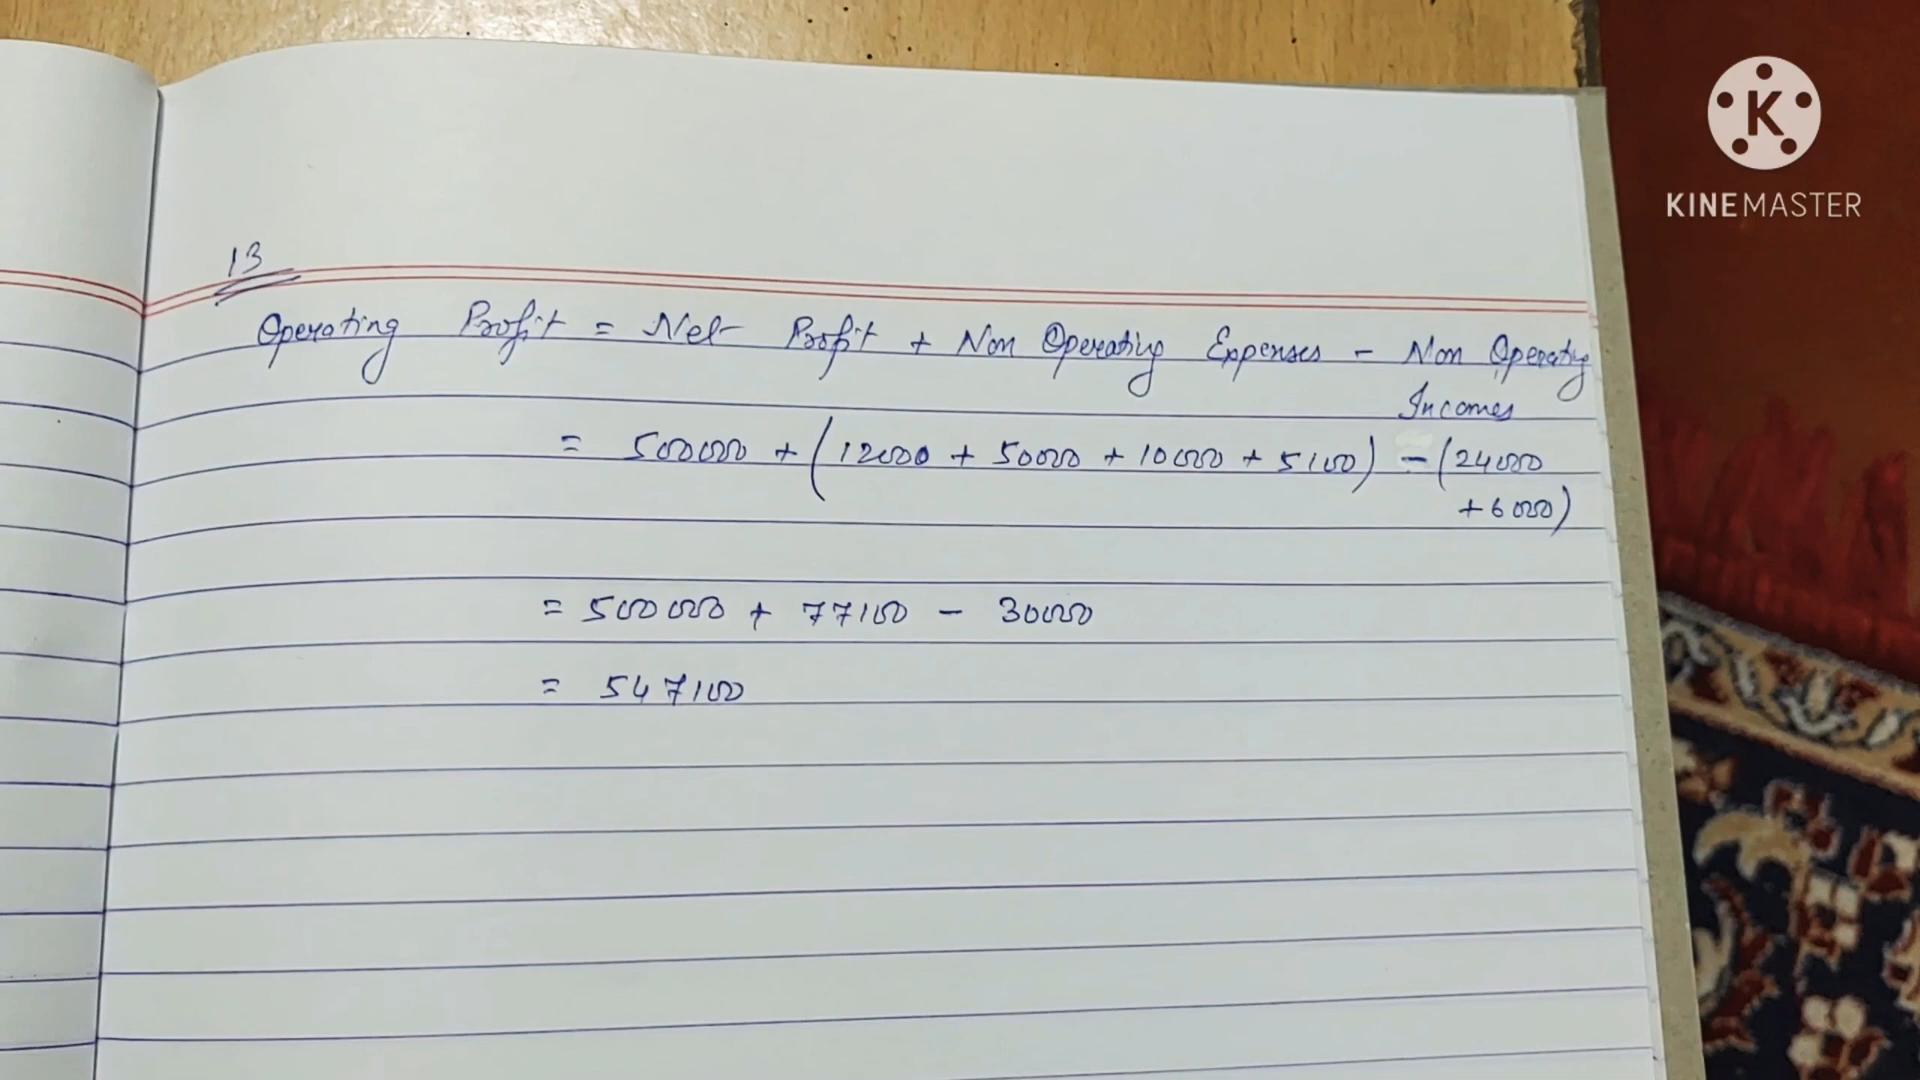 K
KINEMASTER
13
Operating Profit = Net Profit + Non Operating Expenses - Non Operating
Incomes
= 500000 + (12000 + 50000 + 10000 + 5100) - (24000
+ 6000)
= 500000 + 77100 - 30000
= 547100